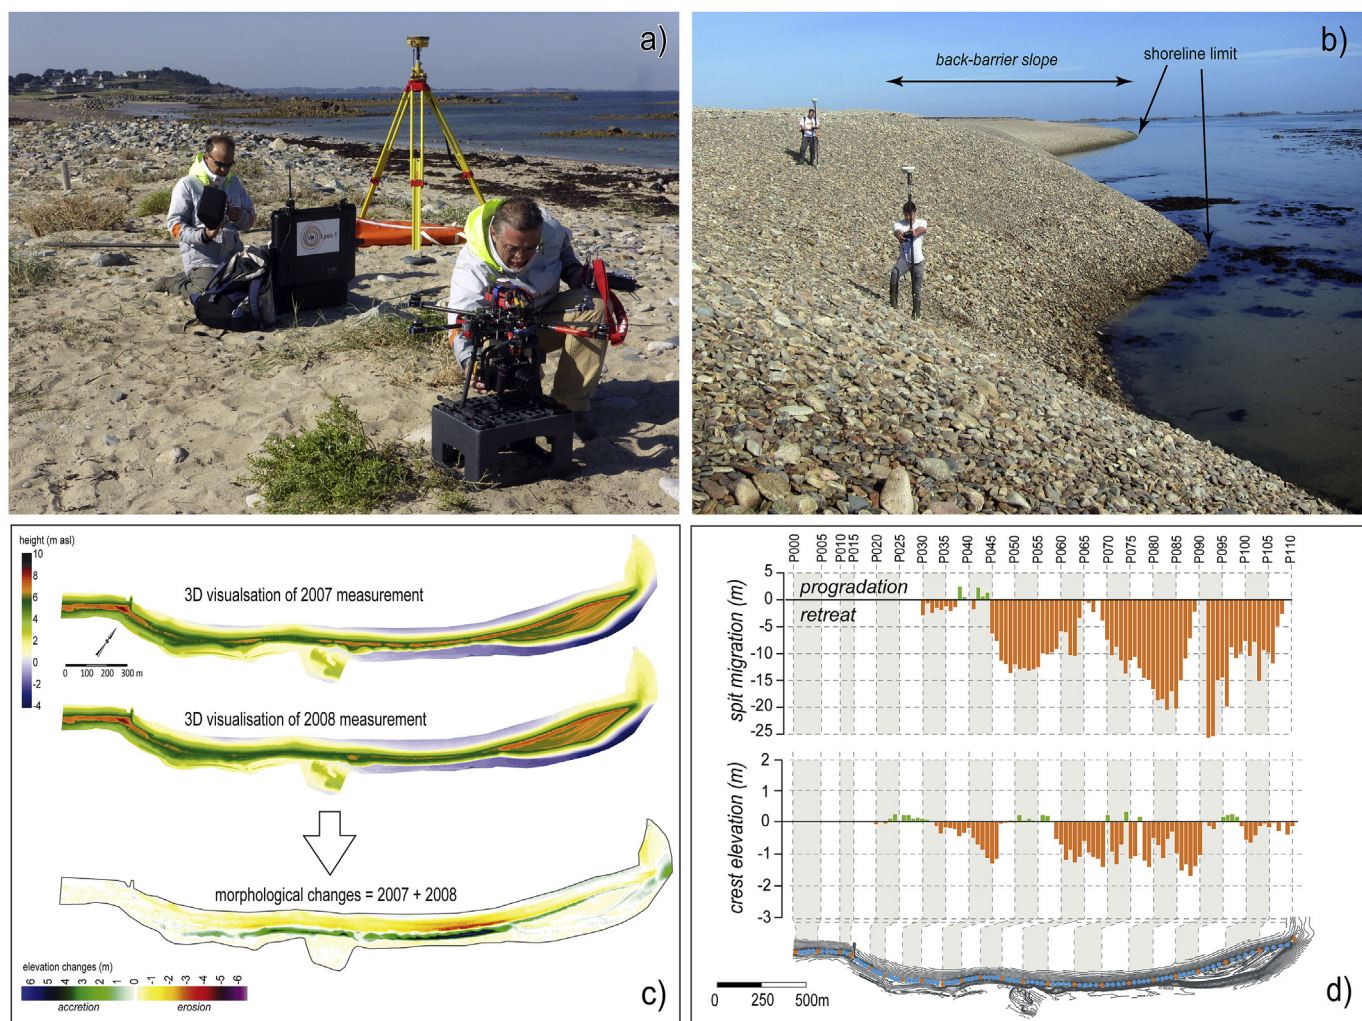 a)
Lyon 1
b)
back-barrier slope
shoreline limit
height (m asl)
10
8
6
4
2
0
-2
-4
3D visualsation of 2007 measurement
0 100 200 300 m
3D visualisation of 2008 measurement
morphological changes = 2007 + 2008
elevation changes (m)
6 5 4 3 2 1 0 -1 -2 -3 -4 -5 -6
accretion erosion
c)
P000 P005 P010 P015 P020 P025 P030 P035 P040 P045 P050 P055 P060 P065 P070 P075 P080 P085 P090 P095 P100 P105 P110
spit migration (m)
5
0
-5
-10
-15
-20
-25
progradation
retreat
crest elevation (m)
2
1
0
-1
-2
-3
0 250 500m
d)